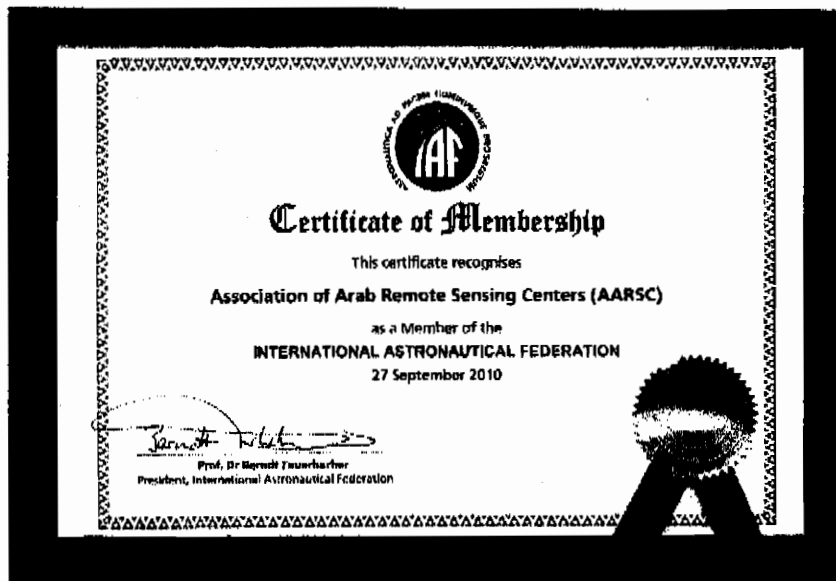 IAF
Certificate of Membership
This certificate recognises
Association of Arab Remote Sensing Centers (AARSC)
as a Member of the
INTERNATIONAL ASTRONAUTICAL FEDERATION
27 September 2010
Prof. Dr Berndt Feuerbacher
President, International Astronautical Federation